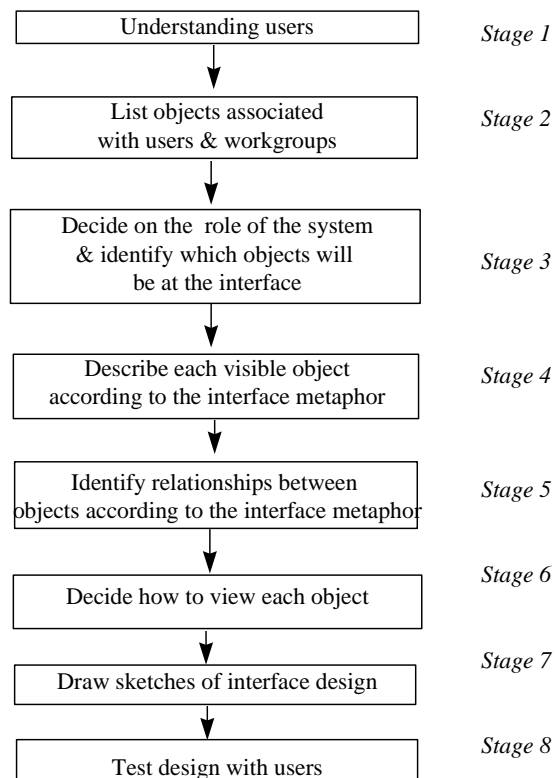 Understanding users
Stage 1
List objects associated
with users & workgroups
Stage 2
Decide on the role of the system
& identify which objects will
be at the interface
Stage 3
Describe each visible object
according to the interface metaphor
Stage 4
Identify relationships between
objects according to the interface metaphor
Stage 5
Decide how to view each object
Stage 6
Draw sketches of interface design
Stage 7
Test design with users
Stage 8